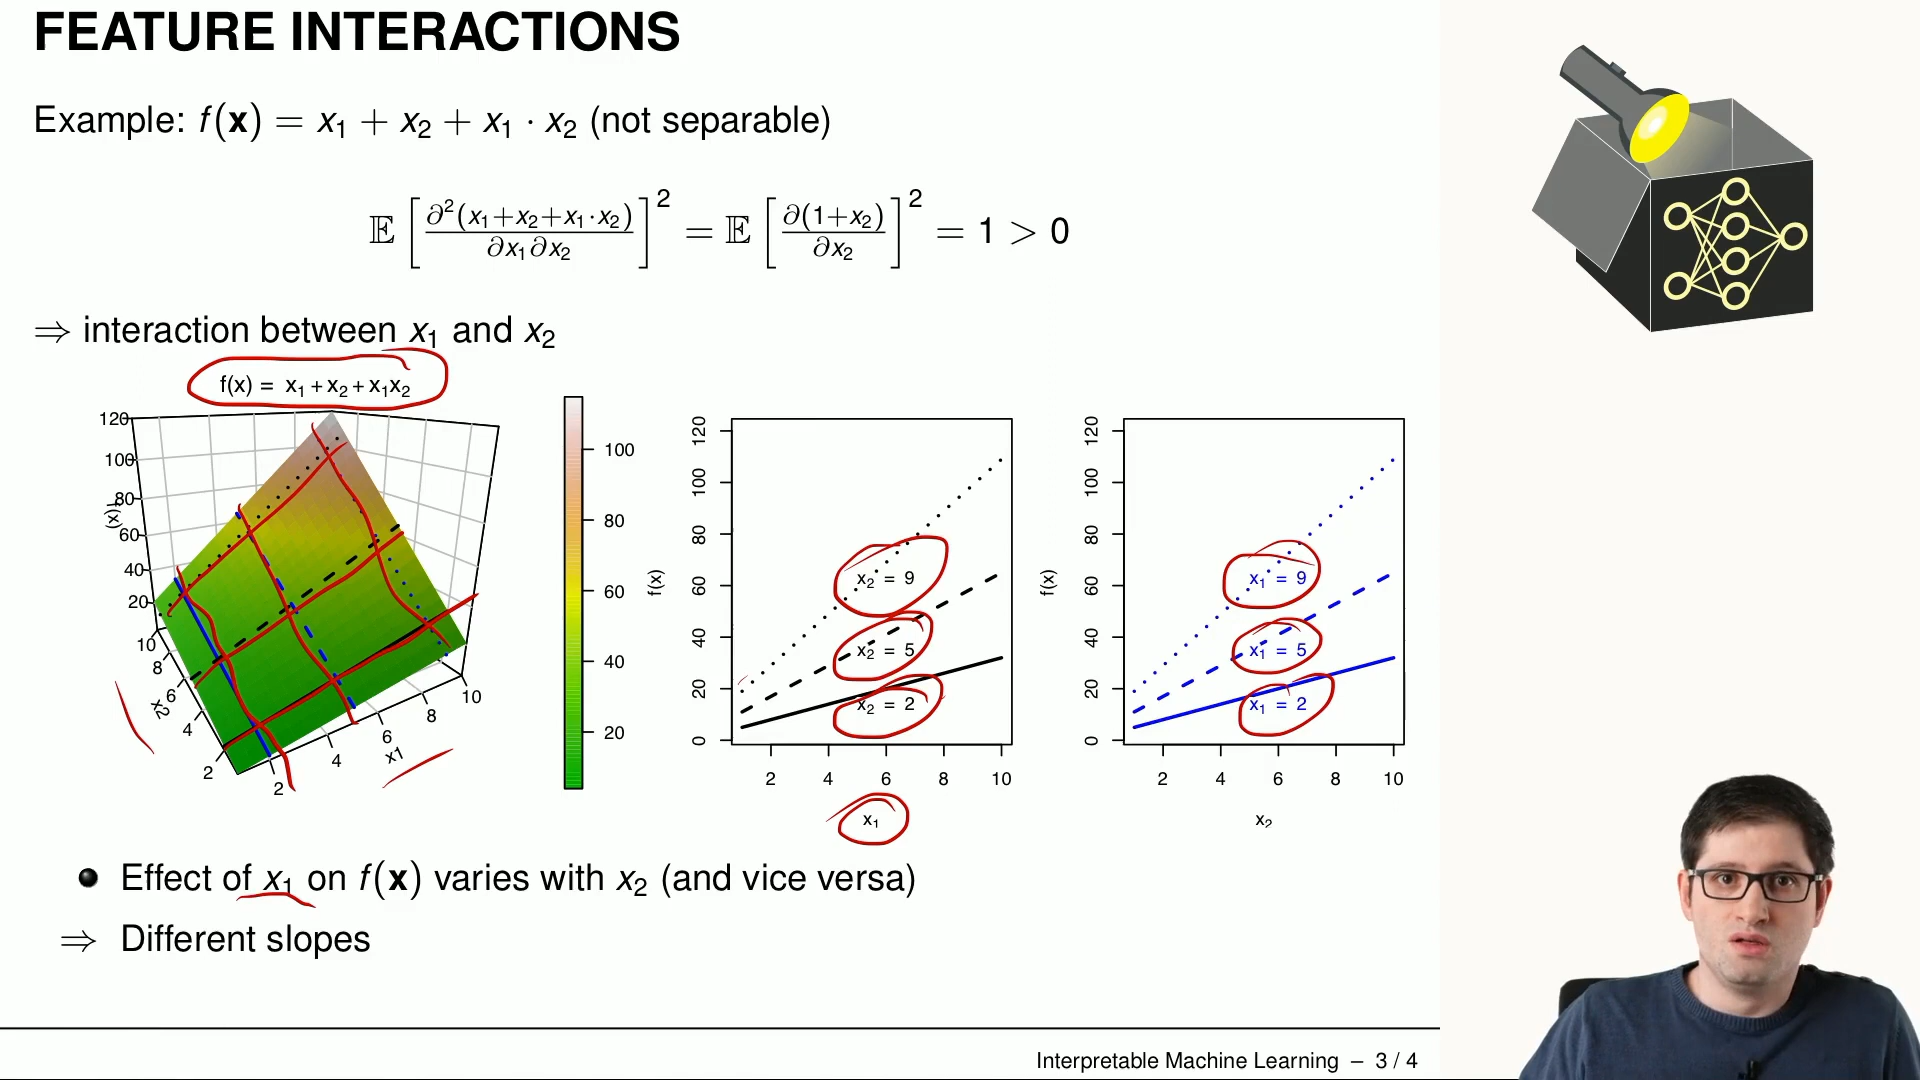 FEATURE INTERACTIONS
Example: f(x) = x₁ + x₂ + x₁ · x₂ (not separable)
𝔼 [∂²(x₁+x₂+x₁·x₂) / ∂x₁∂x₂]² = 𝔼 [∂(1+x₂) / ∂x₂]² = 1 > 0
⇒ interaction between x₁ and x₂
f(x) = x₁ + x₂ + x₁x₂
120
100
80
60
40
20
f(x)
10
8
6
4
2
x2
2
4
6
8
10
x1
100
80
60
40
20
f(x)
120
100
80
60
40
20
0
x₂ = 9
x₂ = 5
x₂ = 2
2 4 6 8 10
x₁
f(x)
120
100
80
60
40
20
0
x₁ = 9
x₁ = 5
x₁ = 2
2 4 6 8 10
x₂
● Effect of x₁ on f(x) varies with x₂ (and vice versa)
⇒ Different slopes
Interpretable Machine Learning – 3 / 4